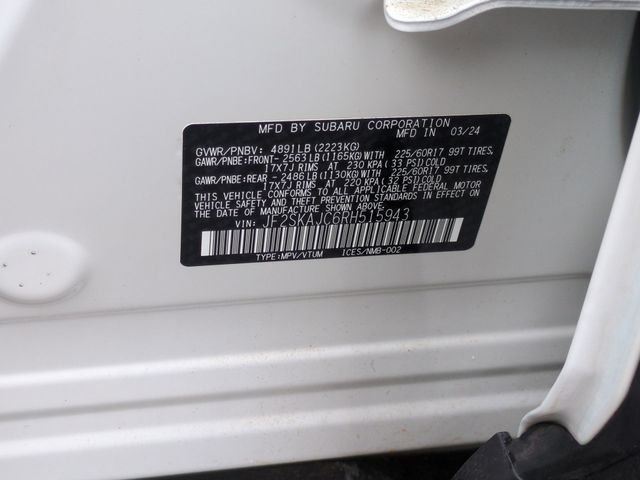 MFD BY SUBARU CORPORATION
MFD IN 03/24
GVWR/PNBV: 4891LB(2223KG)
GAWR/PNBE:FRONT-2563LB(1165KG)WITH 225/60R17 99T TIRES,
17X7J RIMS,AT 230 KPA(33 PSI)COLD
GAWR/PNBE:REAR-2486LB(1130KG)WITH 225/60R17 99T TIRES,
17X7J RIMS,AT 220 KPA(32 PSI)COLD
THIS VEHICLE CONFORMS TO ALL APPLICABLE FEDERAL MOTOR
VEHICLE SAFETY AND THEFT PREVENTION STANDARDS IN EFFECT ON
THE DATE OF MANUFACTURE SHOWN ABOVE.
VIN: JF2SKAJC6RH515943
TYPE:MPV/VTUM ICES/NMB-002